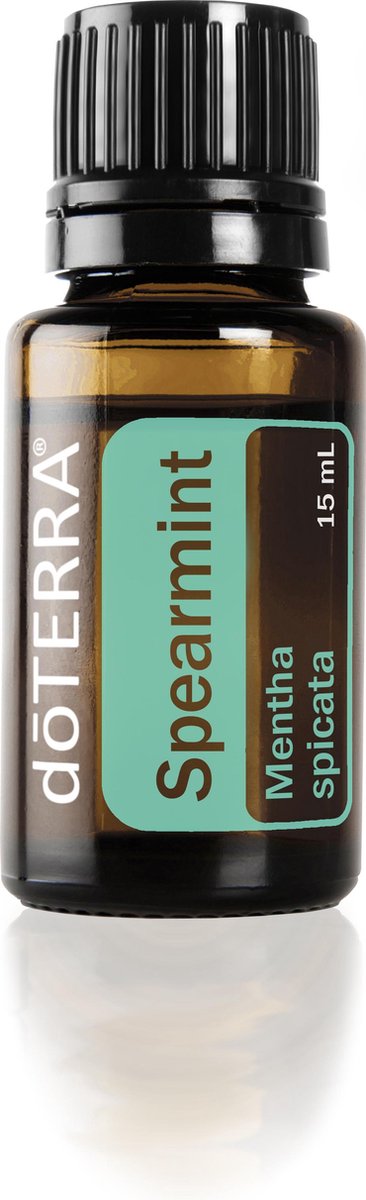 dōTERRA®
Spearmint
Mentha
spicata
15 mL